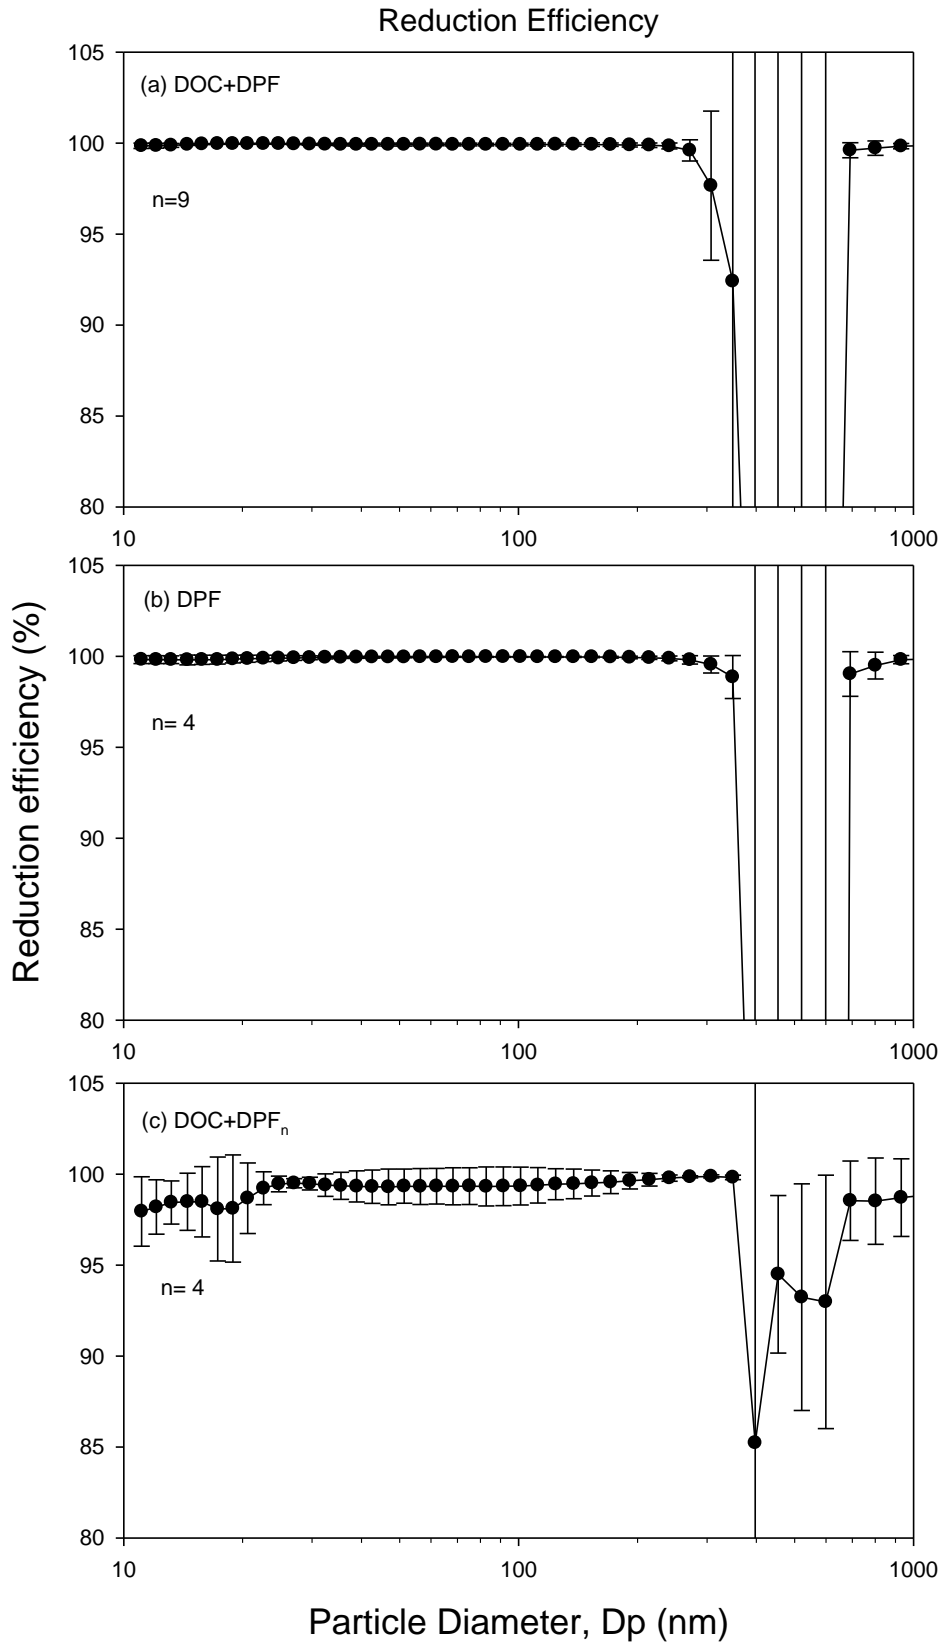 Reduction Efficiency
Reduction efficiency (%)
105
(a) DOC+DPF
100
n=9
95
90
85
80
10 100 1000
105
(b) DPF
100
n= 4
95
90
85
80
10 100 1000
105
(c) DOC+DPFn
100
95
n= 4
90
85
80
10 100 1000
Particle Diameter, Dp (nm)